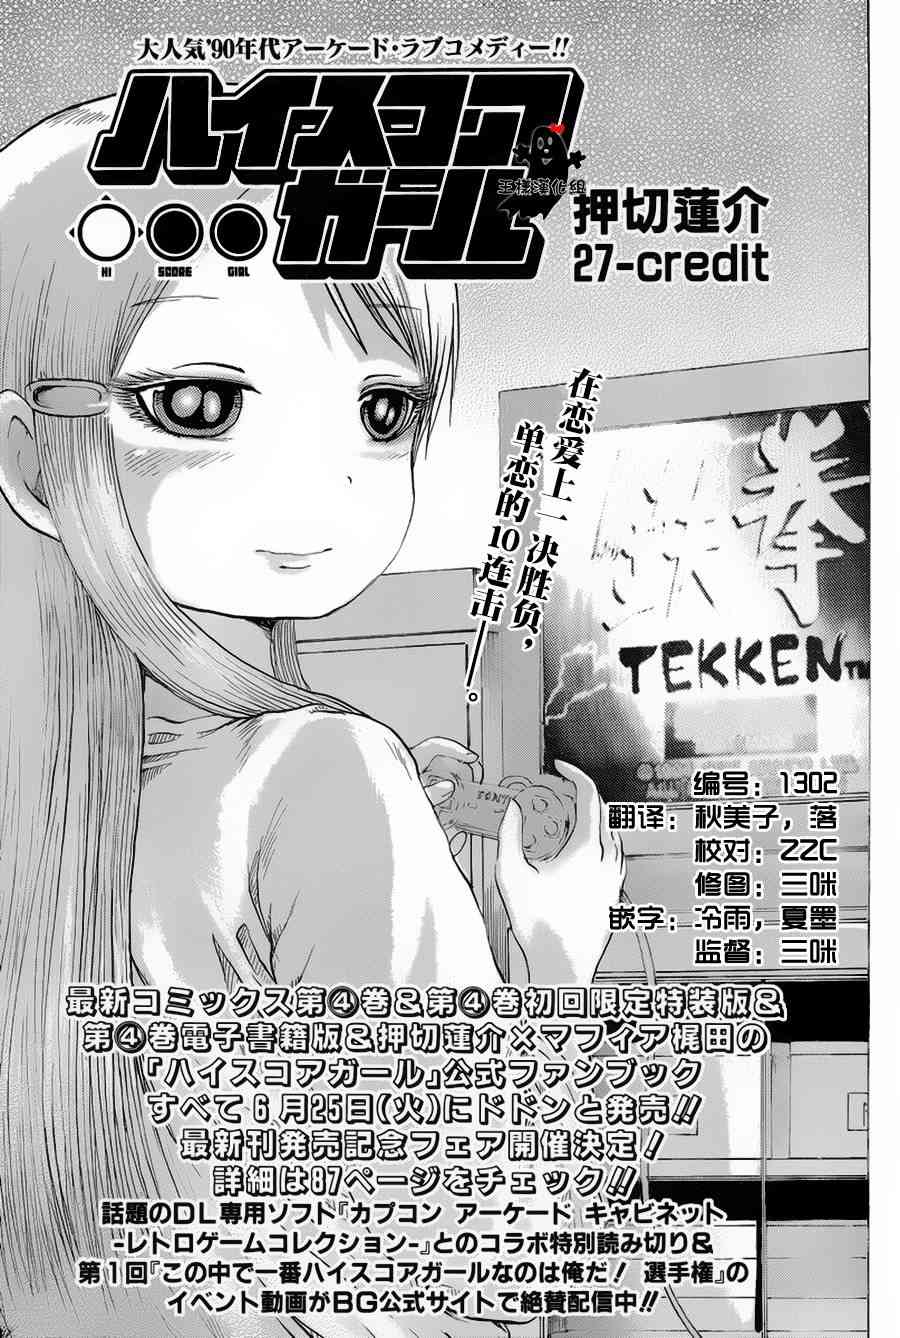 大人気'90年代アーケード・ラブコメディー!!
ハイスコア
ガール
HI SCORE GIRL
王様漢化組
押切蓮介
27-credit
在恋爱上一决胜负,
单恋的10连击——。
鉄拳
TEKKEN™
编号：1302
翻译：秋美子，落
校对：ZZC
修图：三咪
嵌字：冷雨，夏墨
监督：三咪
最新コミックス第④巻&第④巻初回限定特装版&
第④巻電子書籍版&押切蓮介×マフィア梶田の
「ハイスコアガール」公式ファンブック
すべて6月25日(火)にドドンと発売!!
最新刊発売記念フェア開催決定!
詳細は87ページをチェック!!
話題のDL専用ソフト『カプコン アーケード キャビネット
-レトロゲームコレクション-』とのコラボ特別読み切り&
第1回『この中で一番ハイスコアガールなのは俺だ! 選手権』の
イベント動画がBG公式サイトで絶賛配信中!!